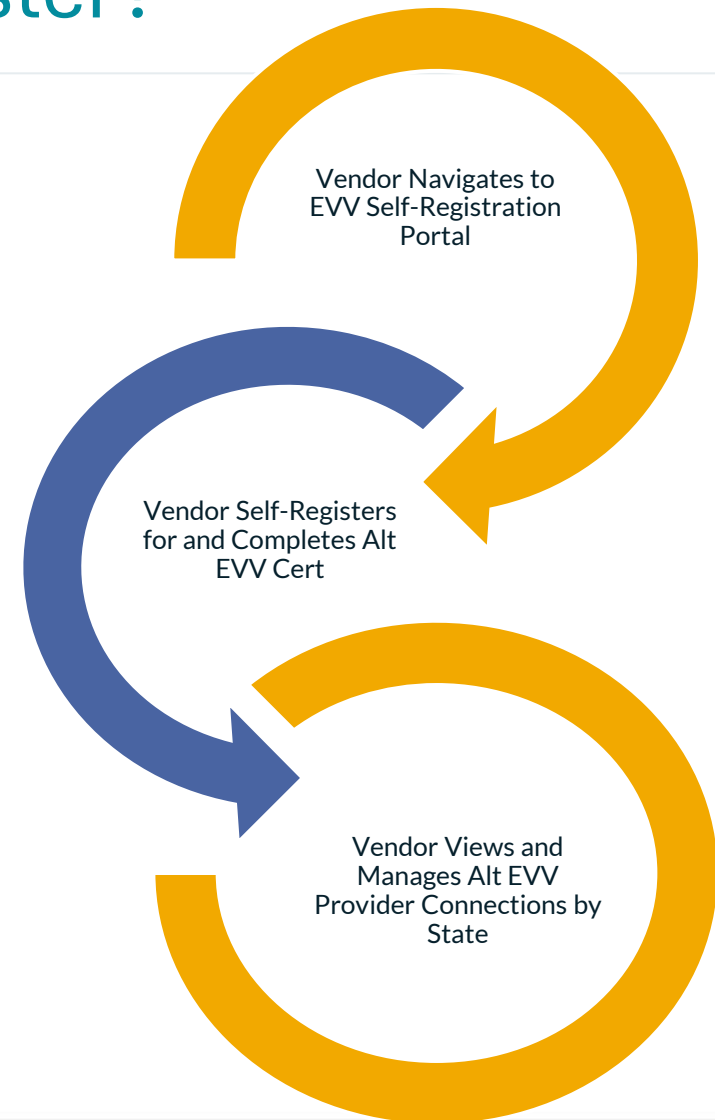 Vendor Navigates to
EVV Self-Registration
Portal
Vendor Self-Registers
for and Completes Alt
EVV Cert
Vendor Views and
Manages Alt EVV
Provider Connections by
State